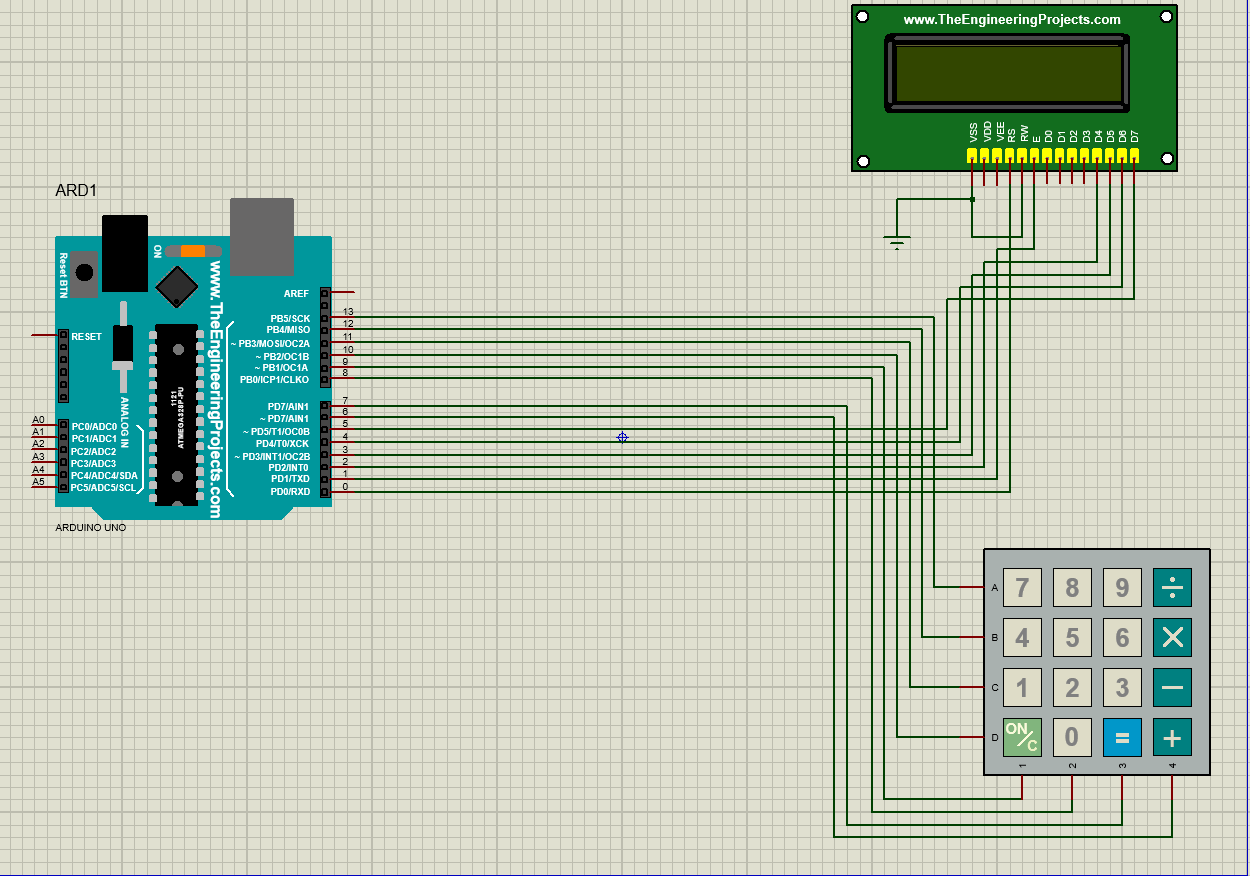 www.TheEngineeringProjects.com
VSS
VDD
VEE
RS
RW
E
D0
D1
D2
D3
D4
D5
D6
D7
ARD1
Reset BTN
ON
www.TheEngineeringProjects.com
RESET
ANALOG IN
ATMEGA328P-PU
1121
AREF
PB5/SCK 13
PB4/MISO 12
~ PB3/MOSI/OC2A 11
~ PB2/OC1B 10
~ PB1/OC1A 9
PB0/ICP1/CLKO 8
PD7/AIN1 7
~ PD7/AIN1 6
~ PD5/T1/OC0B 5
PD4/T0/XCK 4
~ PD3/INT1/OC2B 3
PD2/INT0 2
PD1/TXD 1
PD0/RXD 0
A0 PC0/ADC0
A1 PC1/ADC1
A2 PC2/ADC2
A3 PC3/ADC3
A4 PC4/ADC4/SDA
A5 PC5/ADC5/SCL
ARDUINO UNO
A 7 8 9 ÷
B 4 5 6 ×
C 1 2 3 −
D ON/C 0 = +
1 2 3 4